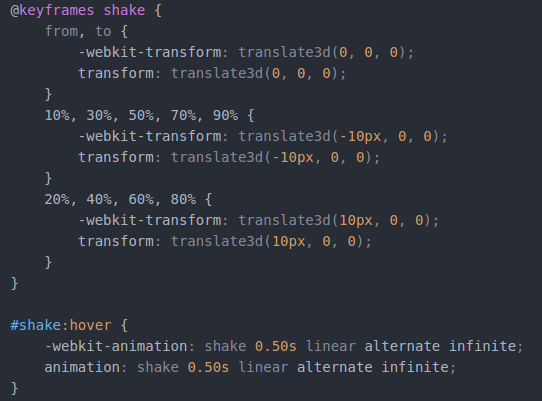 @keyframes shake {
    from, to {
        -webkit-transform: translate3d(0, 0, 0);
        transform: translate3d(0, 0, 0);
    }
    10%, 30%, 50%, 70%, 90% {
        -webkit-transform: translate3d(-10px, 0, 0);
        transform: translate3d(-10px, 0, 0);
    }
    20%, 40%, 60%, 80% {
        -webkit-transform: translate3d(10px, 0, 0);
        transform: translate3d(10px, 0, 0);
    }
}

#shake:hover {
    -webkit-animation: shake 0.50s linear alternate infinite;
    animation: shake 0.50s linear alternate infinite;
}